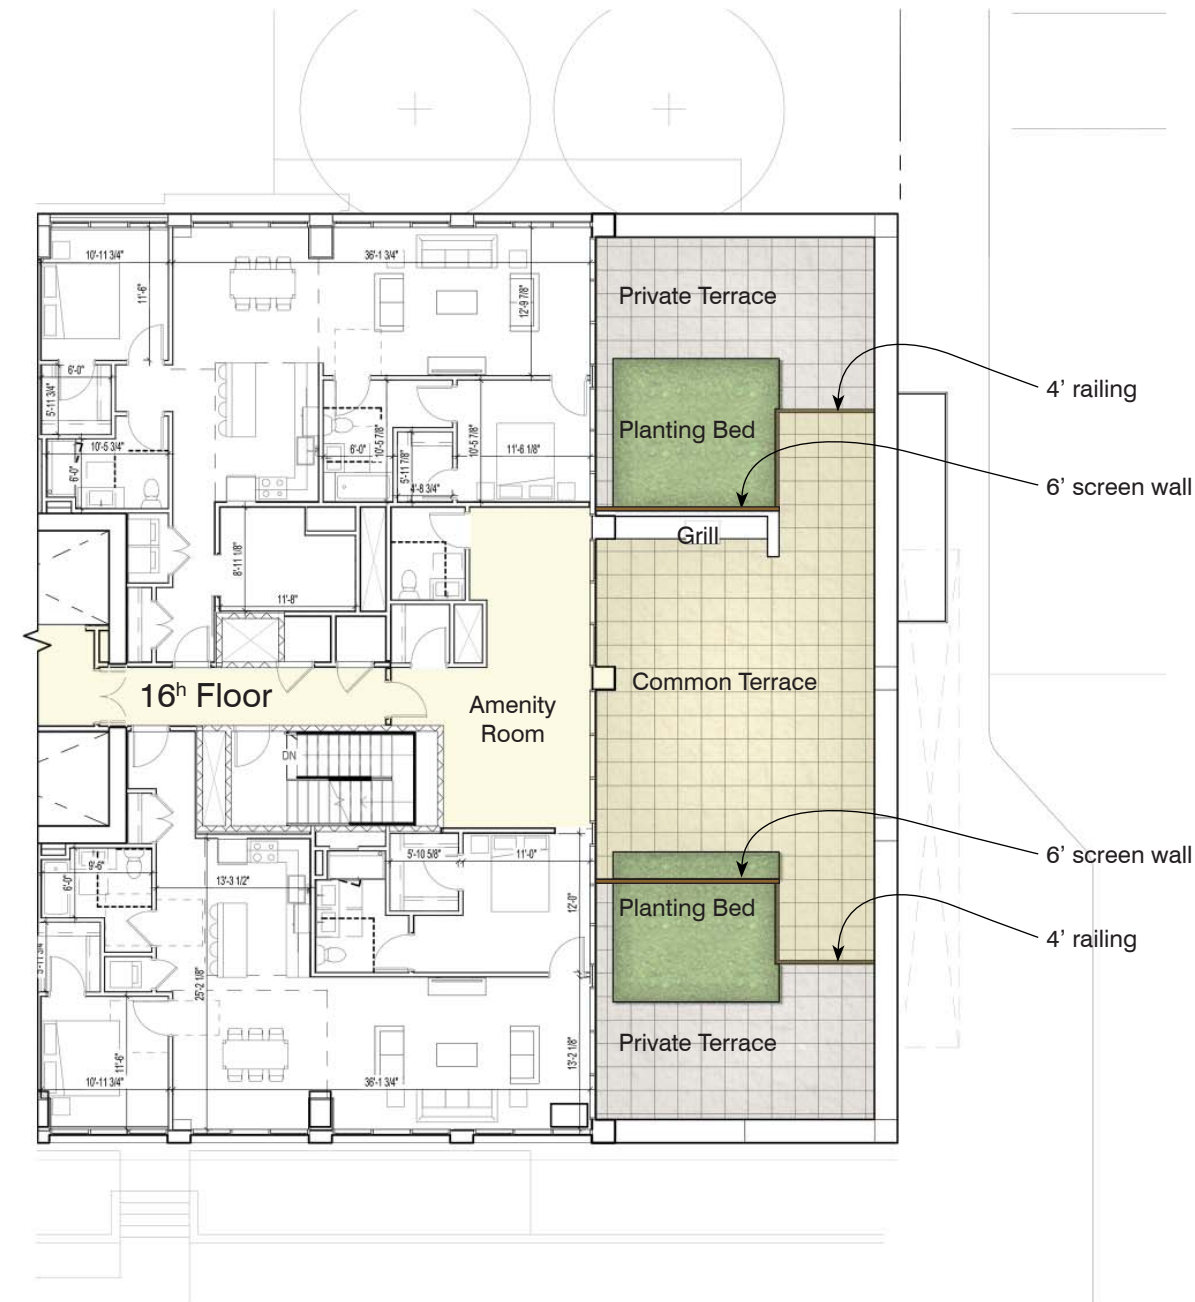 10'-11 3/4"
36'-1 3/4"
11'-6"
12'-9 7/8"
Private Terrace
6'-0"
5'-11 3/4"
4’ railing
Planting Bed
10'-5 3/4"
6'-0"
6'-0"
10'-5 7/8"
5'-11 7/8"
4'-8 3/4"
10'-5 7/8"
11'-6 1/8"
6’ screen wall
Grill
8'-11 1/8"
11'-8"
16h Floor
Common Terrace
Amenity
Room
DN
6’ screen wall
9'-6"
6'-0"
13'-3 1/2"
5'-10 5/8"
11'-0"
12'-0"
Planting Bed
4’ railing
5'-11 3/4
25'-2 1/8"
Private Terrace
11'-6"
13'-2 1/8"
10'-11 3/4"
36'-1 3/4"